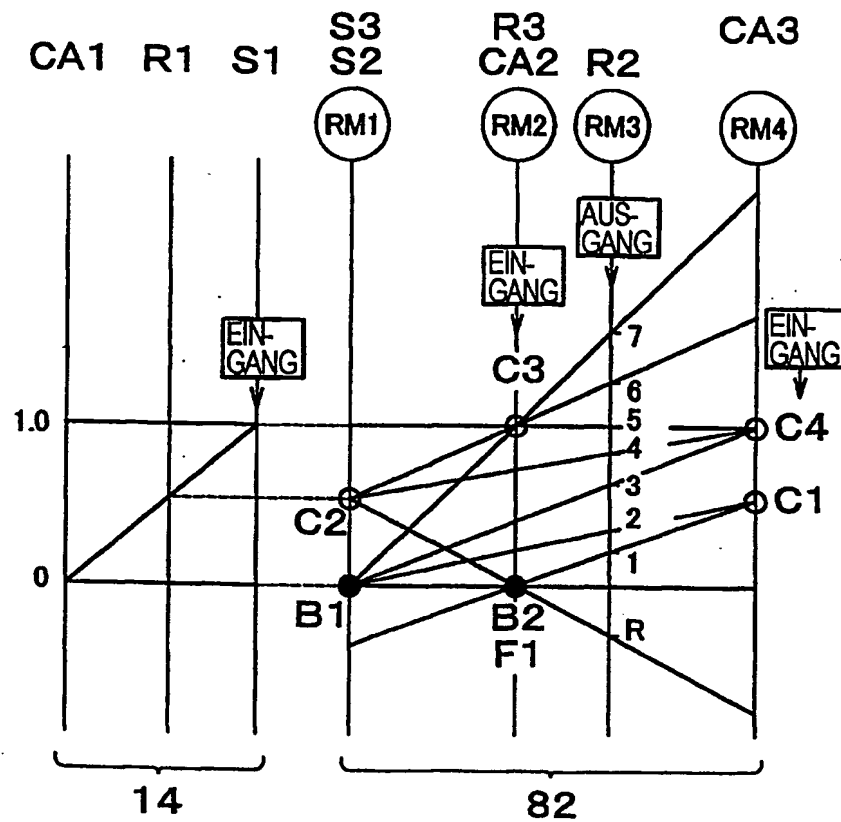 S3 R3 CA3
CA1 R1 S1 S2 CA2 R2
RM1 RM2 RM3 RM4
AUS-
GANG
EIN-
GANG
EIN-
GANG
EIN-
GANG
7
C3
6
1.0
5
C4
4
3
C2
C1
2
1
0
B1
B2
R
F1
14
82